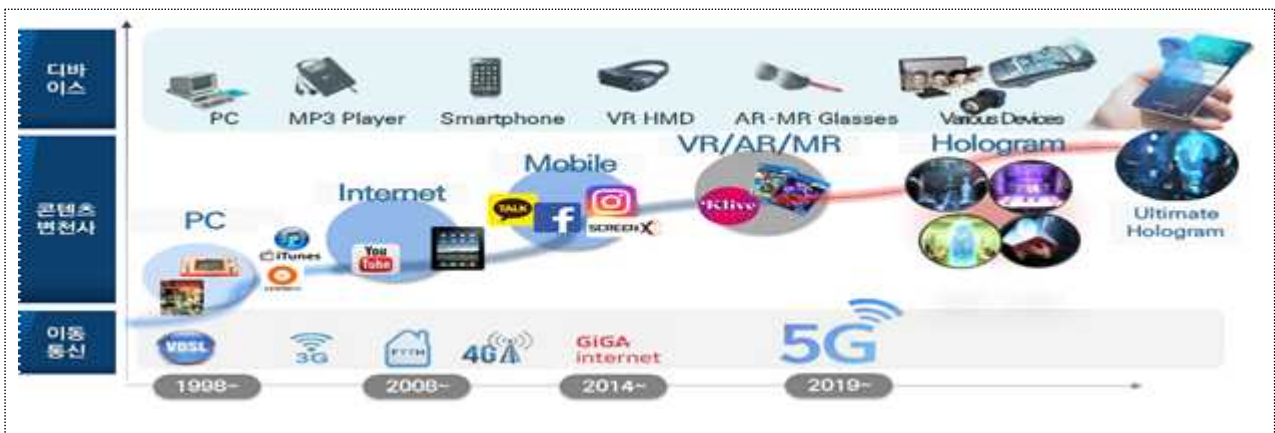 디바
이스
PC
MP3 Player
Smartphone
VR HMD
AR-MR Glasses
Various Devices
콘텐츠
변천사
PC
Internet
Mobile
VR/AR/MR
Hologram
Ultimate
Hologram
iTunes
You
Tube
TALK
f
SCREEN X
Klive
이동
통신
VDSL
3G
FTTH
4G
GiGA
internet
5G
1998~
2008~
2014~
2019~